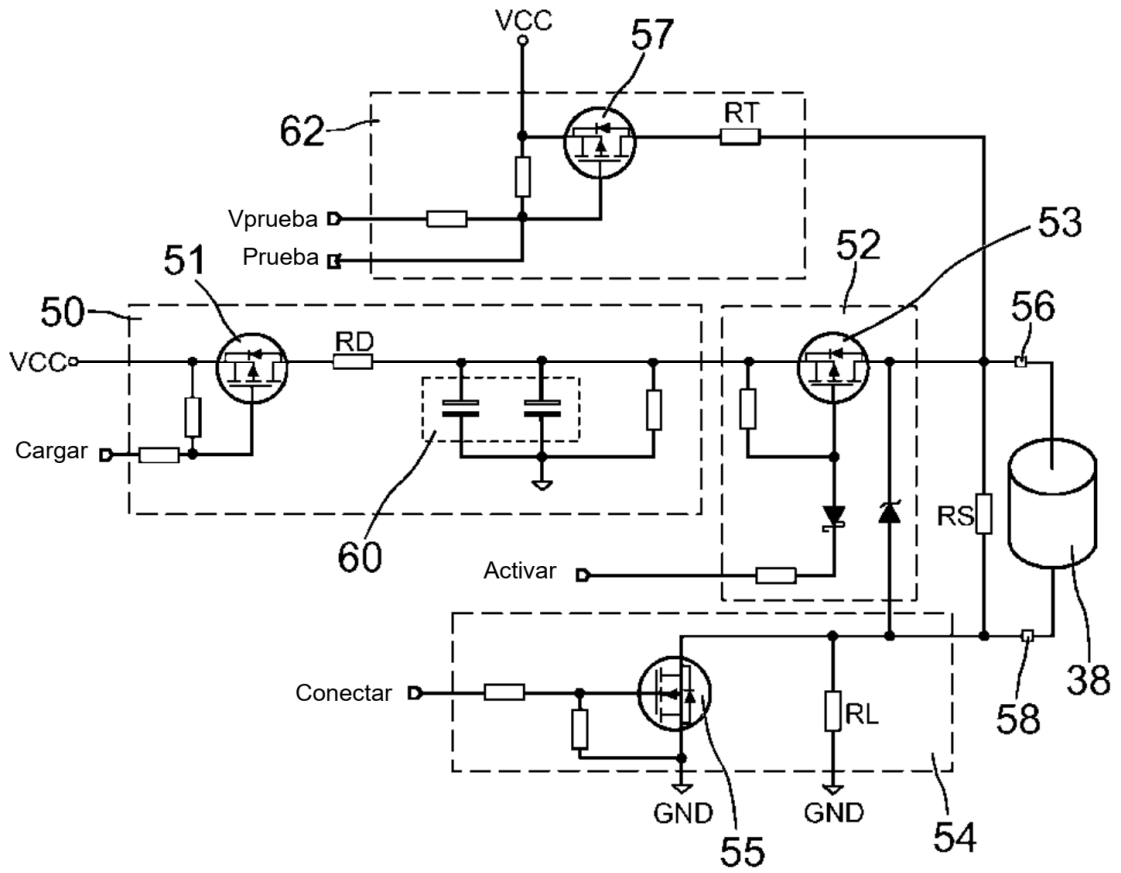 VCC
57
62
RT
Vprueba
Prueba
51
52
53
50
56
VCC
RD
Cargar
60
RS
Activar
38
Conectar
RL
58
GND
GND
55
54